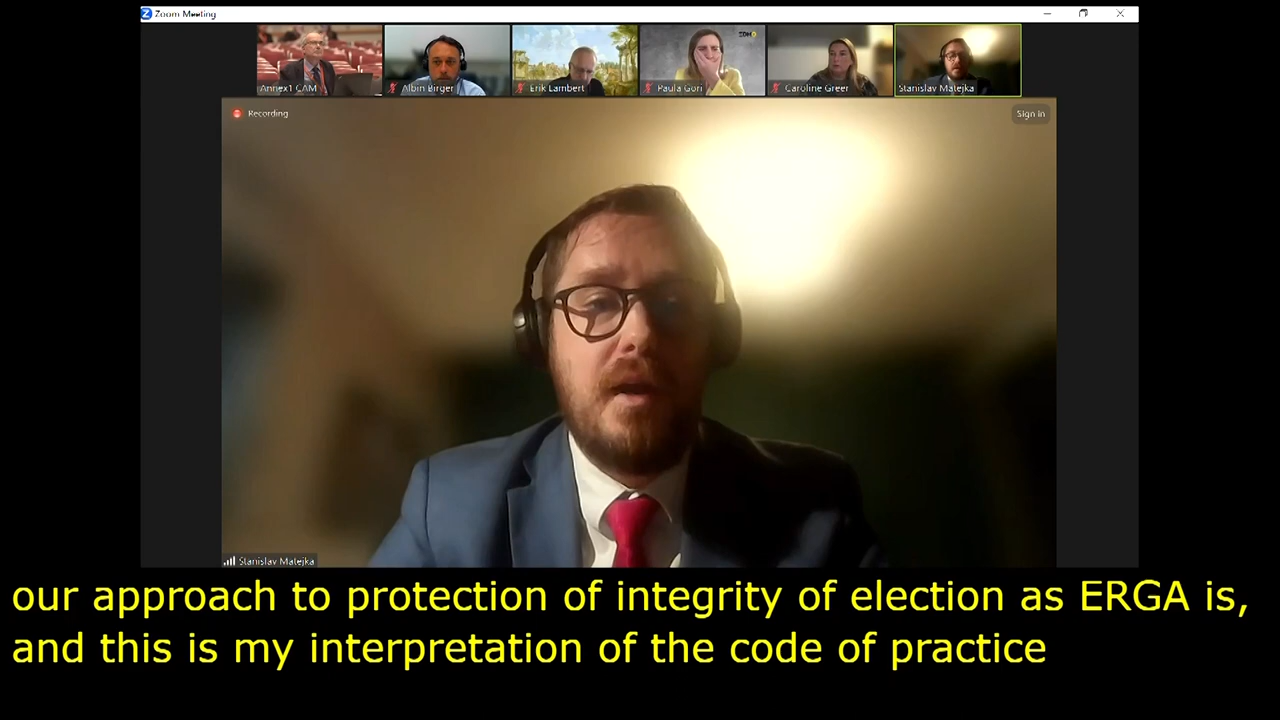 Zoom Meeting
Annex1 CAM
Albin Birger
Erik Lambert
Paula Gori
Caroline Greer
Stanislav Matejka
Recording
Sign in
Stanislav Matejka
our approach to protection of integrity of election as ERGA is,
and this is my interpretation of the code of practice